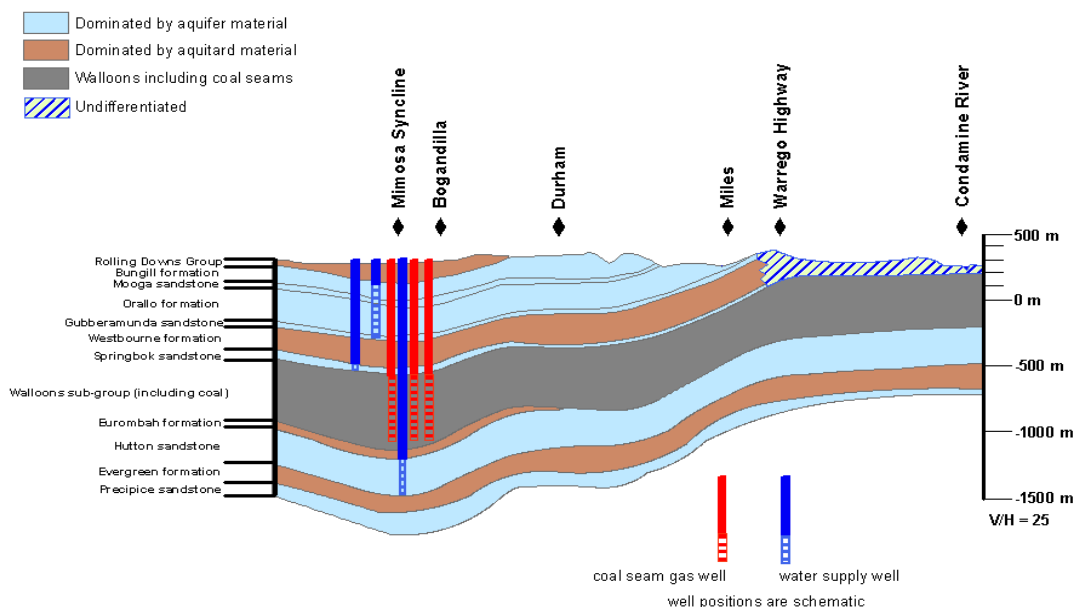 Dominated by aquifer material
Dominated by aquitard material
Walloons including coal seams
Undifferentiated
Mimosa Syncline
Bogandilla
Durham
Miles
Warrego Highway
Condamine River
Rolling Downs Group
Bungill formation
Mooga sandstone
Orallo formation
Gubberamunda sandstone
Westbourne formation
Springbok sandstone
Walloons sub-group (including coal)
Eurombah formation
Hutton sandstone
Evergreen formation
Precipice sandstone
500 m
0 m
-500 m
-1000 m
-1500 m
V/H = 25
coal seam gas well
water supply well
well positions are schematic